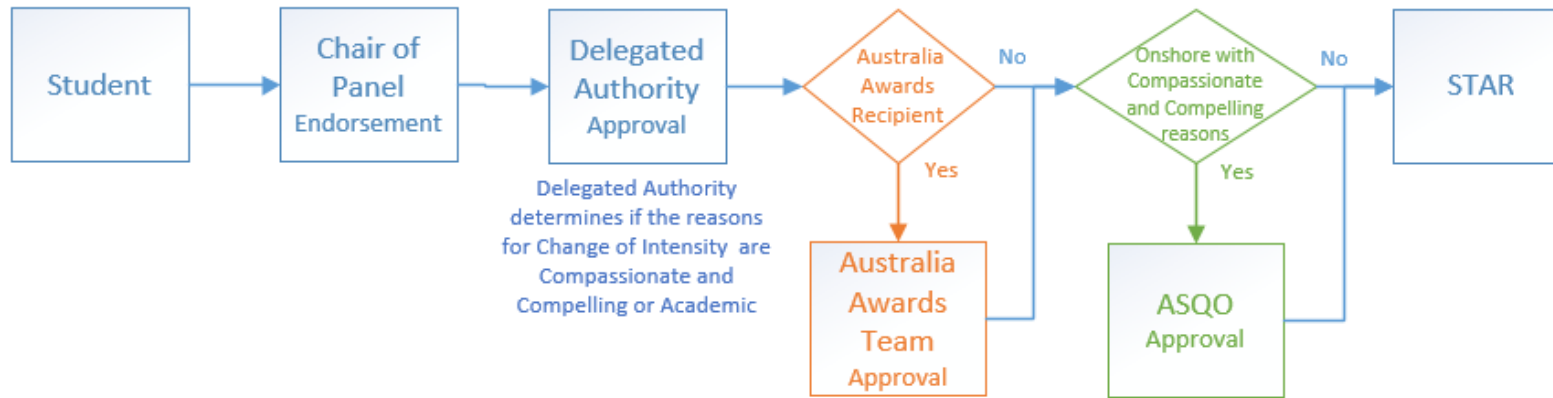 Student
Chair of
Panel
Endorsement
Delegated
Authority
Approval
Delegated Authority
determines if the reasons
for Change of Intensity are
Compassionate and
Compelling or Academic
Australia
Awards
Recipient
No
Yes
Australia
Awards
Team
Approval
Onshore with
Compassionate
and Compelling
reasons
No
Yes
ASQO
Approval
STAR